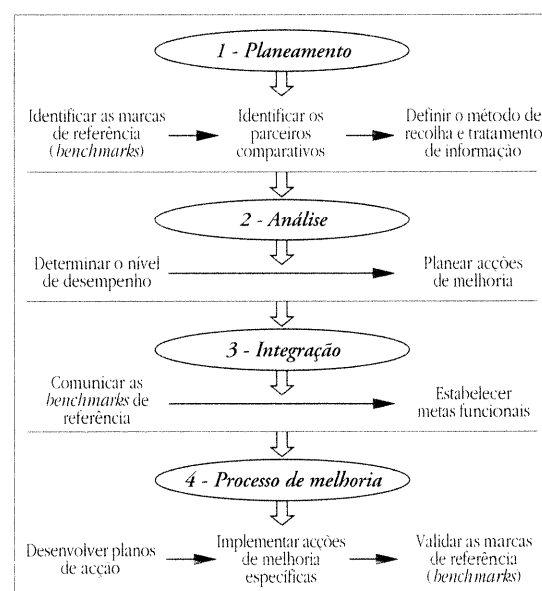 1 - Planeamento
Identificar as marcas
de referência
(benchmarks)
Identificar os
parceiros
comparativos
Definir o método de
recolha e tratamento
de informação
2 - Análise
Determinar o nível
de desempenho
Planear acções
de melhoria
3 - Integração
Comunicar as
benchmarks de
referência
Estabelecer
metas funcionais
4 - Processo de melhoria
Desenvolver planos
de acção
Implementar acções
de melhoria
específicas
Validar as marcas
de referência
(benchmarks)